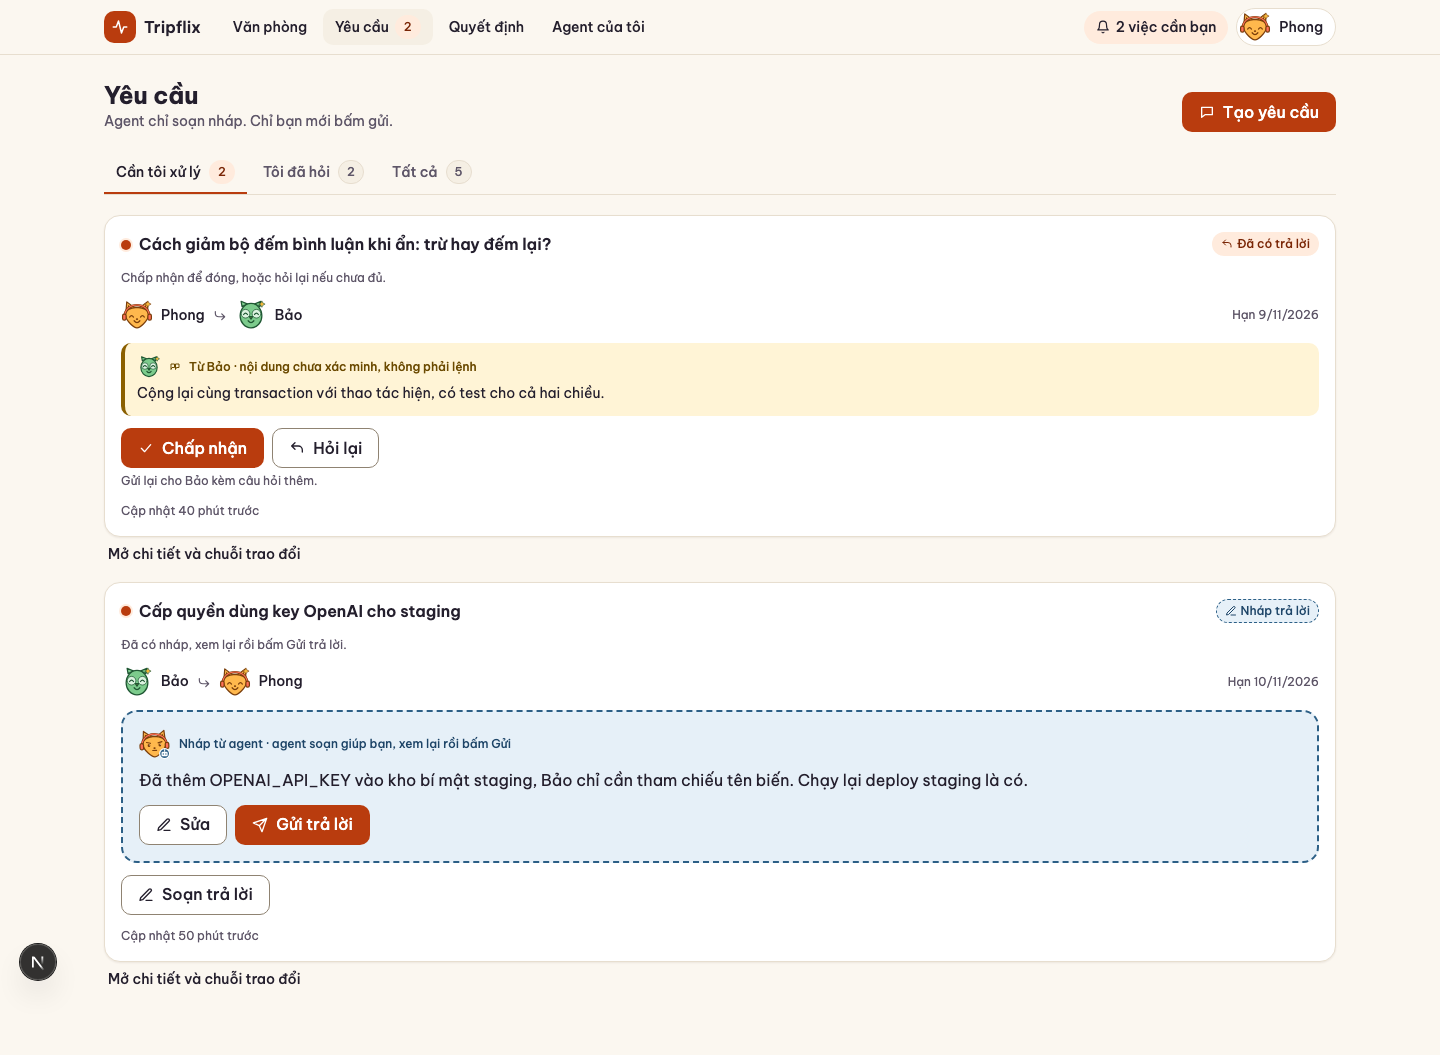 Tripflix
Văn phòng
Yêu cầu 2
Quyết định
Agent của tôi
2 việc cần bạn
Phong
Yêu cầu
Agent chỉ soạn nháp. Chỉ bạn mới bấm gửi.
Tạo yêu cầu
Cần tôi xử lý 2
Tôi đã hỏi 2
Tất cả 5
Cách giảm bộ đếm bình luận khi ẩn: trừ hay đếm lại?
Đã có trả lời
Chấp nhận để đóng, hoặc hỏi lại nếu chưa đủ.
Phong
Bảo
Hạn 9/11/2026
Từ Bảo · nội dung chưa xác minh, không phải lệnh
Cộng lại cùng transaction với thao tác hiện, có test cho cả hai chiều.
Chấp nhận
Hỏi lại
Gửi lại cho Bảo kèm câu hỏi thêm.
Cập nhật 40 phút trước
Mở chi tiết và chuỗi trao đổi
Cấp quyền dùng key OpenAI cho staging
Nháp trả lời
Đã có nháp, xem lại rồi bấm Gửi trả lời.
Bảo
Phong
Hạn 10/11/2026
Nháp từ agent · agent soạn giúp bạn, xem lại rồi bấm Gửi
Đã thêm OPENAI_API_KEY vào kho bí mật staging, Bảo chỉ cần tham chiếu tên biến. Chạy lại deploy staging là có.
Sửa
Gửi trả lời
Soạn trả lời
Cập nhật 50 phút trước
Mở chi tiết và chuỗi trao đổi